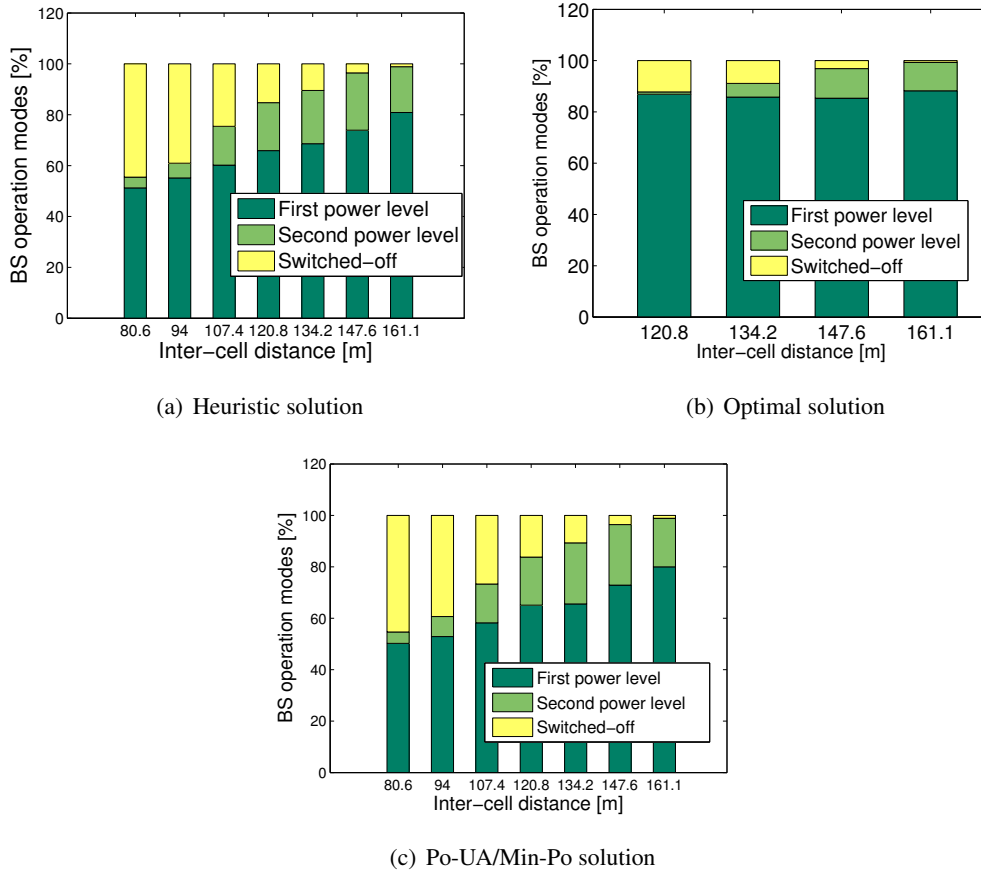 120
100
80
60
40
20
0
BS operation modes [%]
First power level
Second power level
Switched-off
80.6 94 107.4 120.8 134.2 147.6 161.1
Inter-cell distance [m]
(a) Heuristic solution
120
100
80
60
40
20
0
BS operation modes [%]
First power level
Second power level
Switched-off
120.8 134.2 147.6 161.1
Inter-cell distance [m]
(b) Optimal solution
120
100
80
60
40
20
0
BS operation modes [%]
First power level
Second power level
Switched-off
80.6 94 107.4 120.8 134.2 147.6 161.1
Inter-cell distance [m]
(c) Po-UA/Min-Po solution